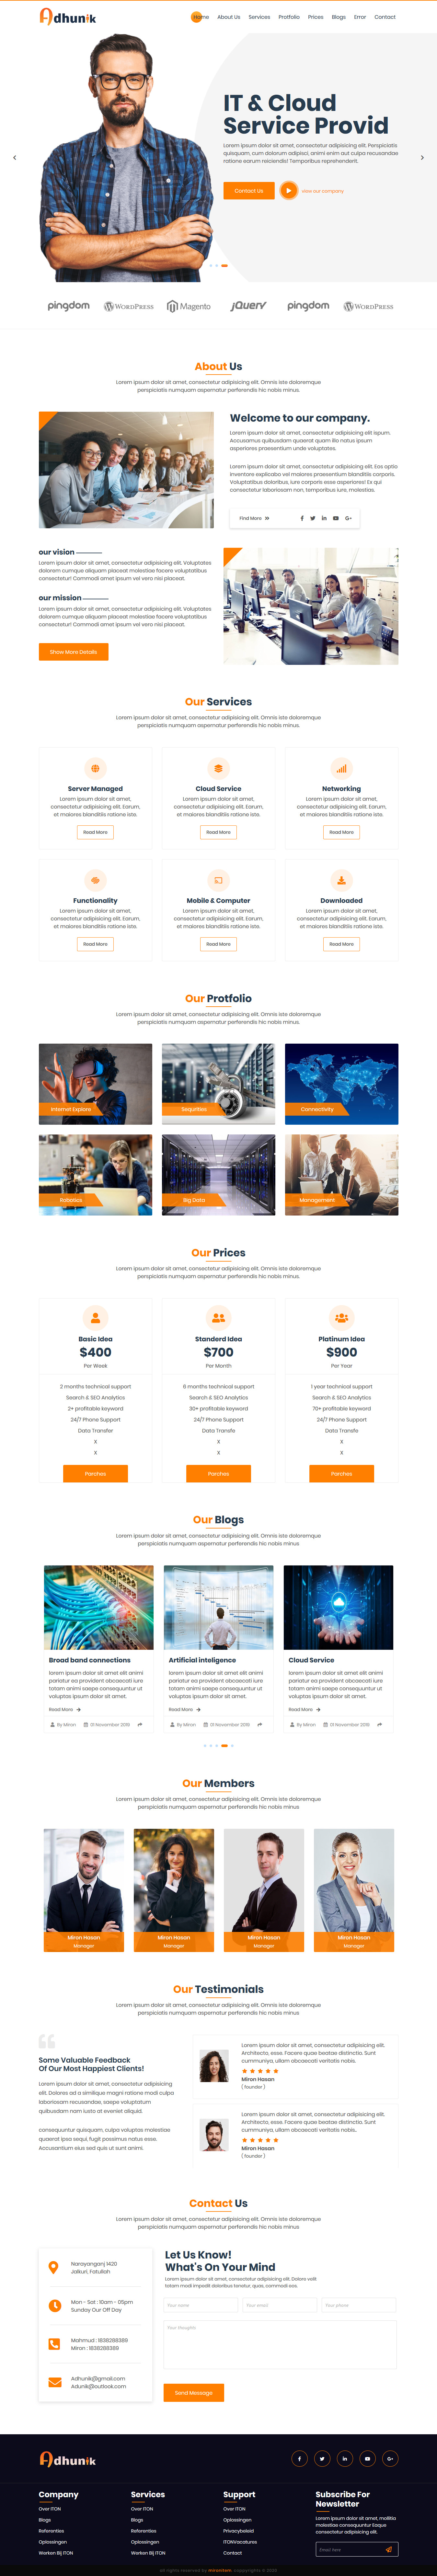 Adhunik
Home About Us Services Protfolio Prices Blogs Error Contact
IT & Cloud
Service Provid
Lorem ipsum dolor sit amet, consectetur adipisicing elit. Perspiciatis
quisquam, cum dolorum adipisci, animi enim aut culpa recusandae
ratione earum reiciendis! Temporibus reprehenderit.
Contact us
view our company
pingdom WordPress Magento jQuery pingdom WordPress
About Us
Lorem ipsum dolor sit amet, consectetur adipisicing elit. Omnis iste doloremque
perspiciatis numquam aspernatur perferendis hic nobis minus.
Welcome to our company.
Lorem ipsum dolor sit amet, consectetur adipisicing elit ispum.
Accusamus quibusdam quaerat quarum illo natus ipsum
asperiores praesentium unde voluptates.
Lorem ipsum dolor sit amet, consectetur adipisicing elit. Eos optio
inventore explicabo vel maiores asperiores est blanditiis corporis.
Voluptatibus doloribus, iure corporis esse asperiores! Ex qui
consectetur laboriosam non, temporibus iure, molestias.
Find More
our vision
Lorem ipsum dolor sit amet, consectetur adipisicing elit. Voluptates
dolorum cumque aliquam placeat molestiae facere voluptatibus
consectetur! Commodi amet ipsum vel vero nisi placeat.
our mission
Lorem ipsum dolor sit amet, consectetur adipisicing elit. Voluptates
dolorum cumque aliquam placeat molestiae facere voluptatibus
consectetur! Commodi amet ipsum vel vero nisi placeat.
Show More Details
Our Services
Lorem ipsum dolor sit amet, consectetur adipisicing elit. Omnis iste doloremque
perspiciatis numquam aspernatur perferendis hic nobis minus.
Server Managed
Lorem ipsum dolor sit amet,
consectetur adipisicing elit. Earum,
et maiores blanditiis ratione iste.
Read More
Cloud Service
Lorem ipsum dolor sit amet,
consectetur adipisicing elit. Earum,
et maiores blanditiis ratione iste.
Read More
Networking
Lorem ipsum dolor sit amet,
consectetur adipisicing elit. Earum,
et maiores blanditiis ratione iste.
Read More
Functionality
Lorem ipsum dolor sit amet,
consectetur adipisicing elit. Earum,
et maiores blanditiis ratione iste.
Read More
Mobile & Computer
Lorem ipsum dolor sit amet,
consectetur adipisicing elit. Earum,
et maiores blanditiis ratione iste.
Read More
Downloaded
Lorem ipsum dolor sit amet,
consectetur adipisicing elit. Earum,
et maiores blanditiis ratione iste.
Read More
Our Protfolio
Lorem ipsum dolor sit amet, consectetur adipisicing elit. Omnis iste doloremque
perspiciatis numquam aspernatur perferendis hic nobis minus.
Internet Explore
Sequrities
Connectivity
Robotics
Big Data
Management
Our Prices
Lorem ipsum dolor sit amet, consectetur adipisicing elit. Omnis iste doloremque
perspiciatis numquam aspernatur perferendis hic nobis minus.
Basic Idea
$400
Per Week
2 months technical support
Search & SEO Analytics
2+ profitable keyword
24/7 Phone Support
Data Transfer
X
X
Parches
Standerd Idea
$700
Per Month
6 months technical support
Search & SEO Analytics
30+ profitable keyword
24/7 Phone Support
Data Transfe
X
X
Parches
Platinum Idea
$900
Per Year
1 year technical support
Search & SEO Analytics
70+ profitable keyword
24/7 Phone Support
Data Transfe
X
X
Parches
Our Blogs
Lorem ipsum dolor sit amet, consectetur adipisicing elit. Omnis iste doloremque
perspiciatis numquam aspernatur perferendis hic nobis minus.
Broad band connections
lorem ipsum dolor sit amet elit animi
pariatur ea provident obcaecati iure
totam animi saepe consequuntur ut
voluptas ipsum dolor sit amet.
Read More
By Miron 01 November 2016
Artificial inteligence
lorem ipsum dolor sit amet elit animi
pariatur ea provident obcaecati iure
totam animi saepe consequuntur ut
voluptas ipsum dolor sit amet.
Read More
By Miron 01 November 2016
Cloud Service
lorem ipsum dolor sit amet elit animi
pariatur ea provident obcaecati iure
totam animi saepe consequuntur ut
voluptas ipsum dolor sit amet.
Read More
By Miron 01 November 2016
Our Members
Lorem ipsum dolor sit amet, consectetur adipisicing elit. Omnis iste doloremque
perspiciatis numquam aspernatur perferendis hic nobis minus
Miron Hasan
Manager
Miron Hasan
Manager
Miron Hasan
Manager
Miron Hasan
Manager
Our Testimonials
Lorem ipsum dolor sit amet, consectetur adipisicing elit. Omnis iste doloremque
perspiciatis numquam aspernatur perferendis hic nobis minus
Some Valuable Feedback
Of Our Most Happiest Clients!
Lorem ipsum dolor sit amet, consectetur adipisicing
elit. Dolores ad a similique magni ratione modi culpa
laboriosam recusandae, saepe voluptatum
quibusdam nam iusto at eveniet aliquid.
consequuntur quisquam, culpa voluptas molestiae
quaerat ipsa sequi, fugit possimus natus esse.
Accusantium eius sed quis ut sunt animi.
Lorem ipsum dolor sit amet, consectetur adipisicing elit.
Architecto, esse. Facere quae beatae distinctio. Sunt
cummuniya, ullam obcaecati veritatis nobis.
Miron Hasan
( founder )
Lorem ipsum dolor sit amet, consectetur adipisicing elit.
Architecto, esse. Facere quae beatae distinctio. Sunt
cummuniya, ullam obcaecati veritatis nobis..
Miron Hasan
( founder )
Contact Us
Lorem ipsum dolor sit amet, consectetur adipisicing elit. Omnis iste doloremque
perspiciatis numquam aspernatur perferendis hic nobis minus
Narayanganj 1420
Jalkuri, Fatullah
Mon - Sat : 10am - 05pm
Sunday Our Off Day
Mahmud : 1838288389
Miron : 1838288389
Adhunik@gmail.com
Adunik@outlook.com
Let Us Know!
What's On Your Mind
Lorem ipsum dolor sit amet, consectetur adipisicing elit. Dolore velit
totam modi impedit doloribus tenetur, quas, commodi eos.
Your name
Your email
Your phone
Your thoughts
Send Message
Adhunik
Company
Over ITON
Blogs
Referenties
Oplossingen
Werken Bij ITON
Services
Over ITON
Blogs
Referenties
Oplossingen
Werken Bij ITON
Support
Over ITON
Oplossingen
Privacybeleid
ITONVacatures
Contact
Subscribe For
Newsletter
Lorem ipsum dolor sit amet, mollitia
molestias consequuntur Eaque
consectetur adipisicing elit.
Email here